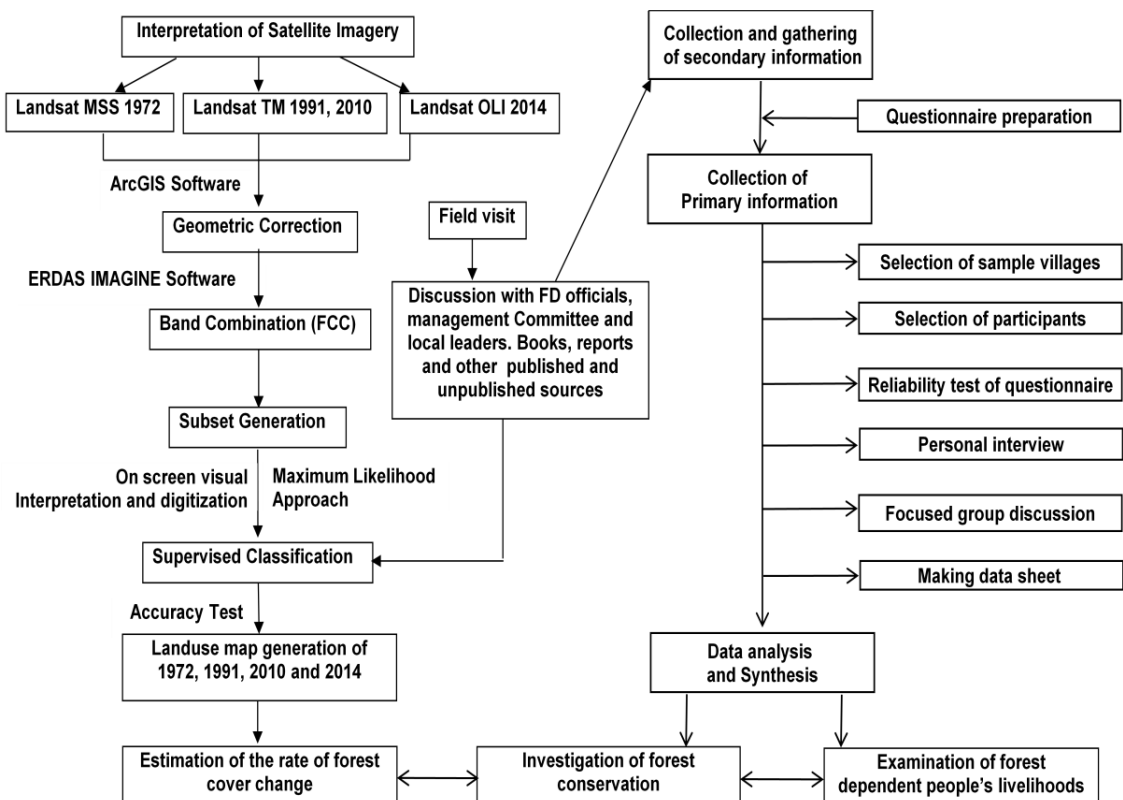 Interpretation of Satellite Imagery
Landsat MSS 1972
Landsat TM 1991, 2010
Landsat OLI 2014
ArcGIS Software
Geometric Correction
ERDAS IMAGINE Software
Band Combination (FCC)
Subset Generation
On screen visual
Interpretation and digitization
Maximum Likelihood
Approach
Supervised Classification
Accuracy Test
Landuse map generation of
1972, 1991, 2010 and 2014
Estimation of the rate of forest
cover change
Field visit
Discussion with FD officials,
management Committee and
local leaders. Books, reports
and other published and
unpublished sources
Collection and gathering
of secondary information
Questionnaire preparation
Collection of
Primary information
Selection of sample villages
Selection of participants
Reliability test of questionnaire
Personal interview
Focused group discussion
Making data sheet
Data analysis
and Synthesis
Investigation of forest
conservation
Examination of forest
dependent people's livelihoods